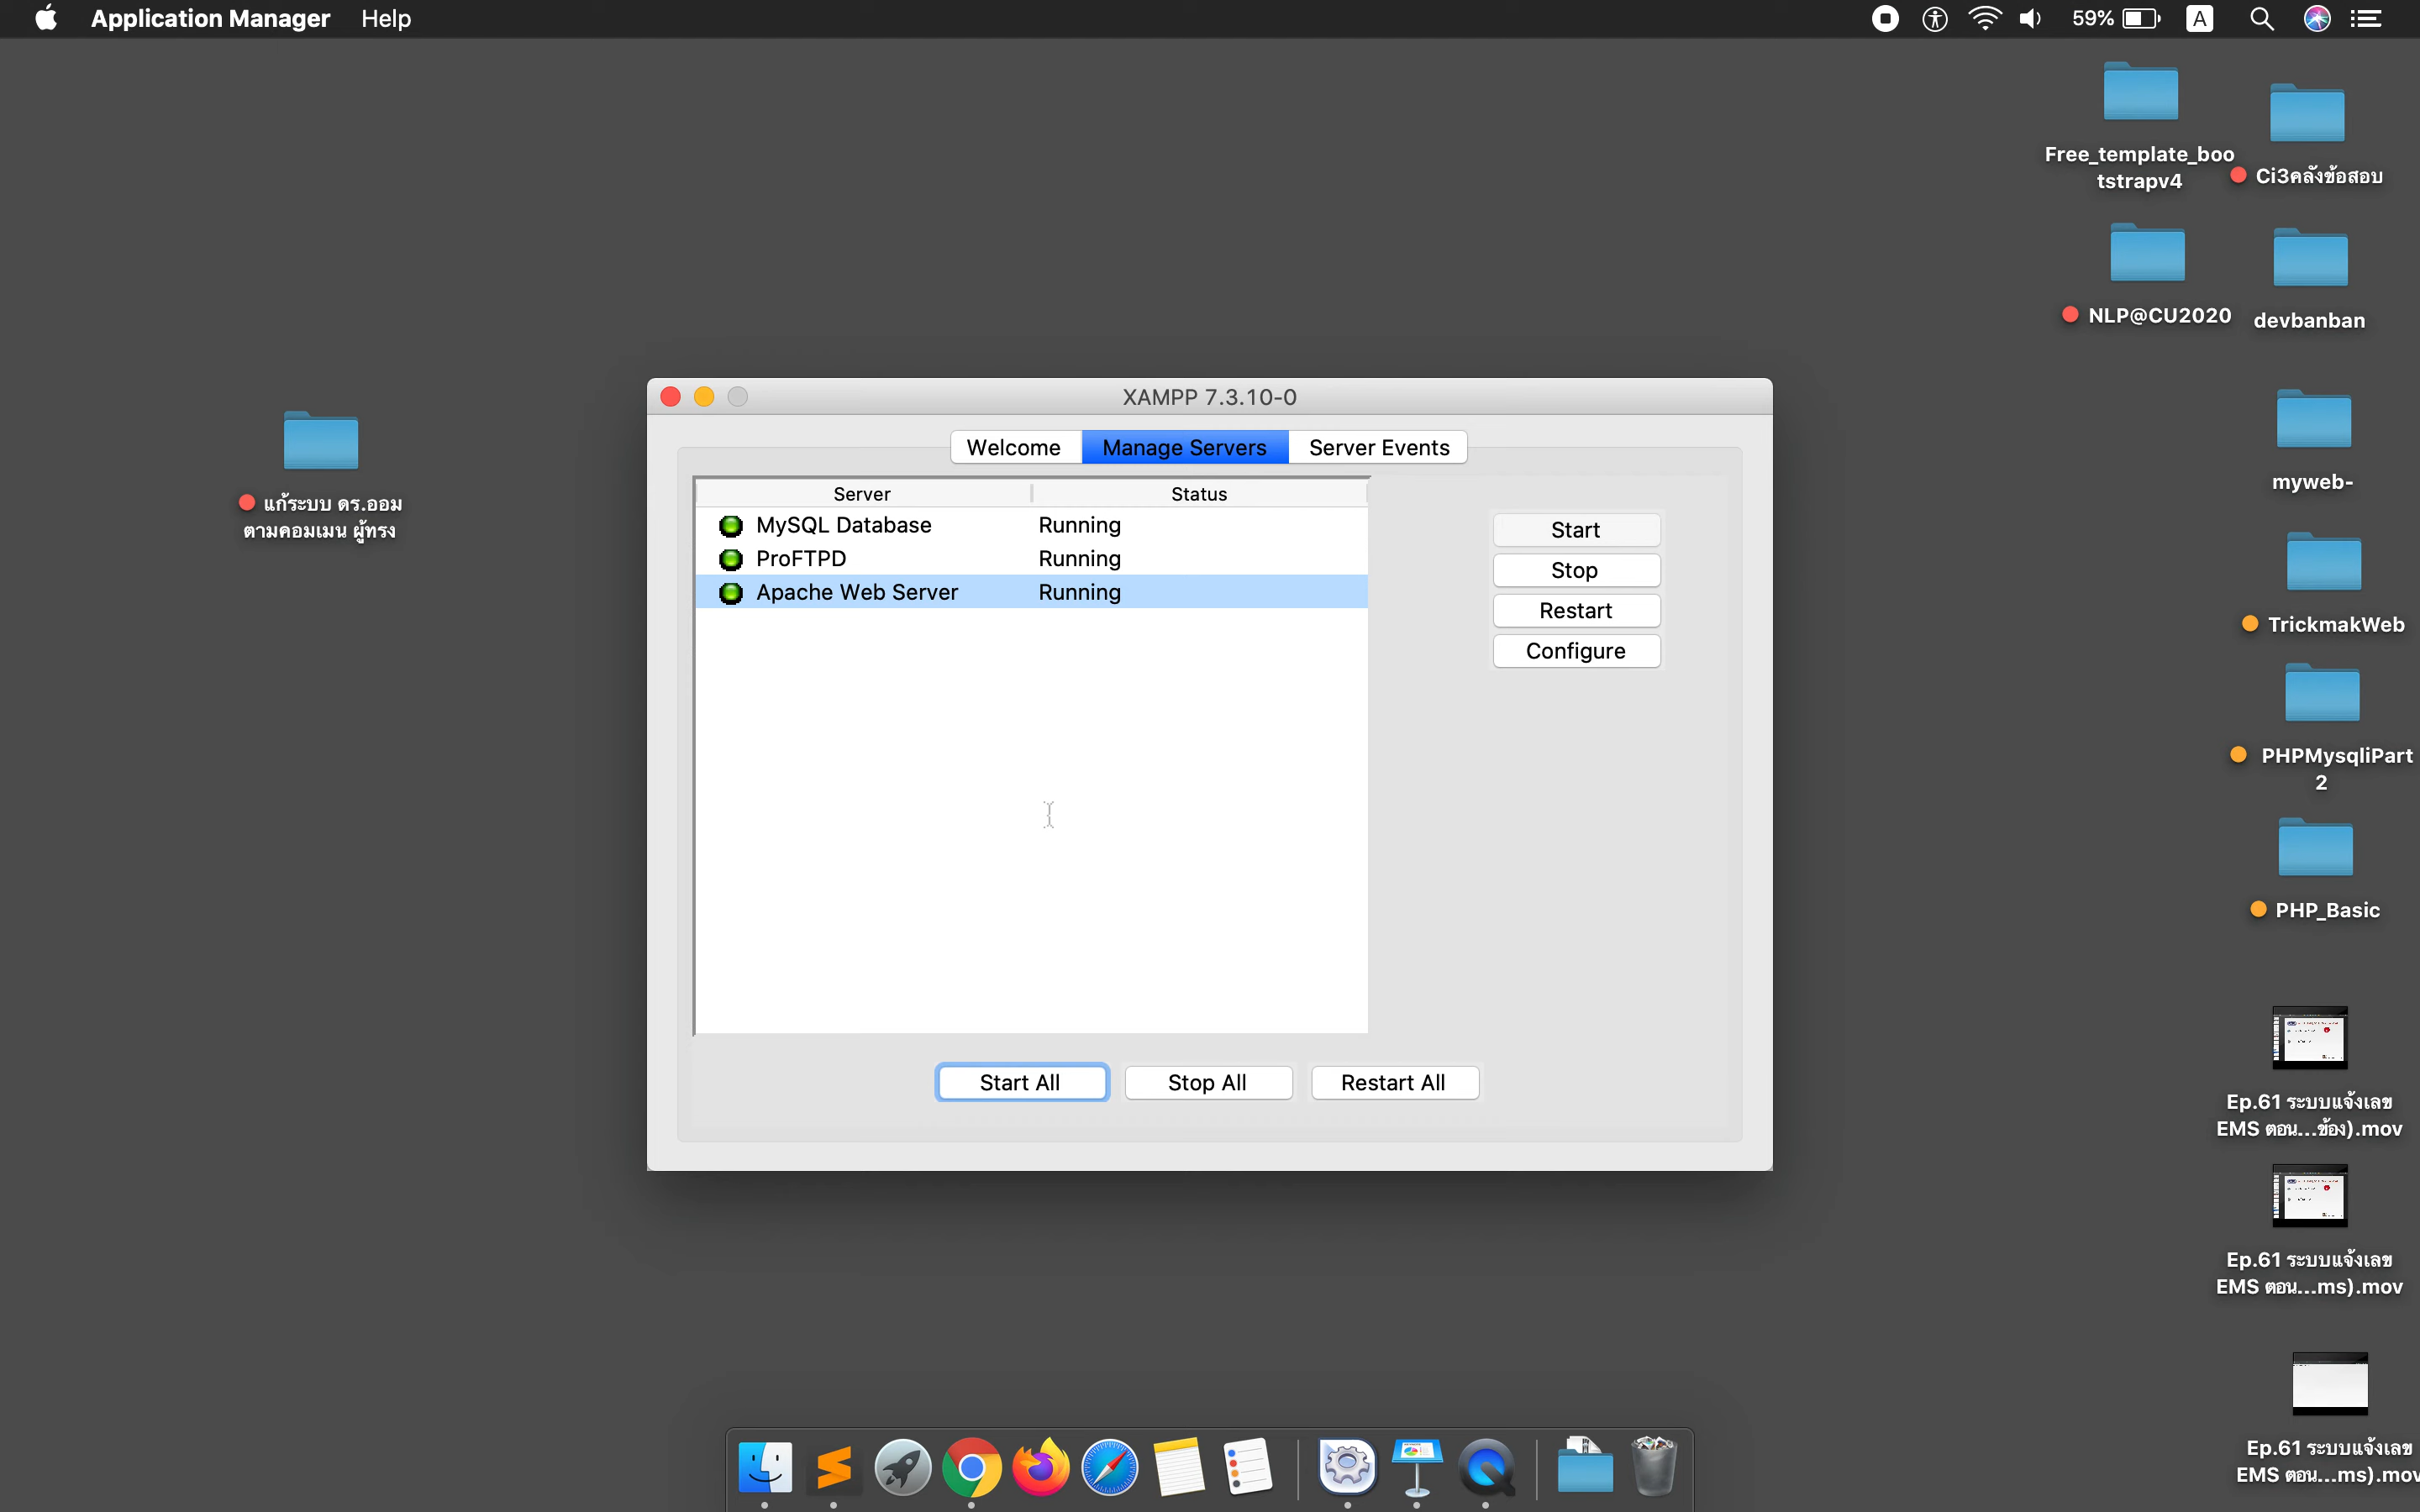 Application Manager Help
59%
A
Free_template_boo
tstrapv4
Ci3คลังข้อสอบ
NLP@CU2020
devbanban
XAMPP 7.3.10-0
Welcome Manage Servers Server Events
Server Status
MySQL Database Running
ProFTPD Running
Apache Web Server Running
Start
Stop
Restart
Configure
Start All Stop All Restart All
แก้ระบบ ดร.ออม
ตามคอมเมน ผู้ทรง
myweb-
TrickmakWeb
PHPMysqliPart
2
PHP_Basic
Ep.61 ระบบแจ้งเลข
EMS ตอน...ข้อง).mov
Ep.61 ระบบแจ้งเลข
EMS ตอน...ms).mov
Ep.61 ระบบแจ้งเลข
EMS ตอน...ms).mov